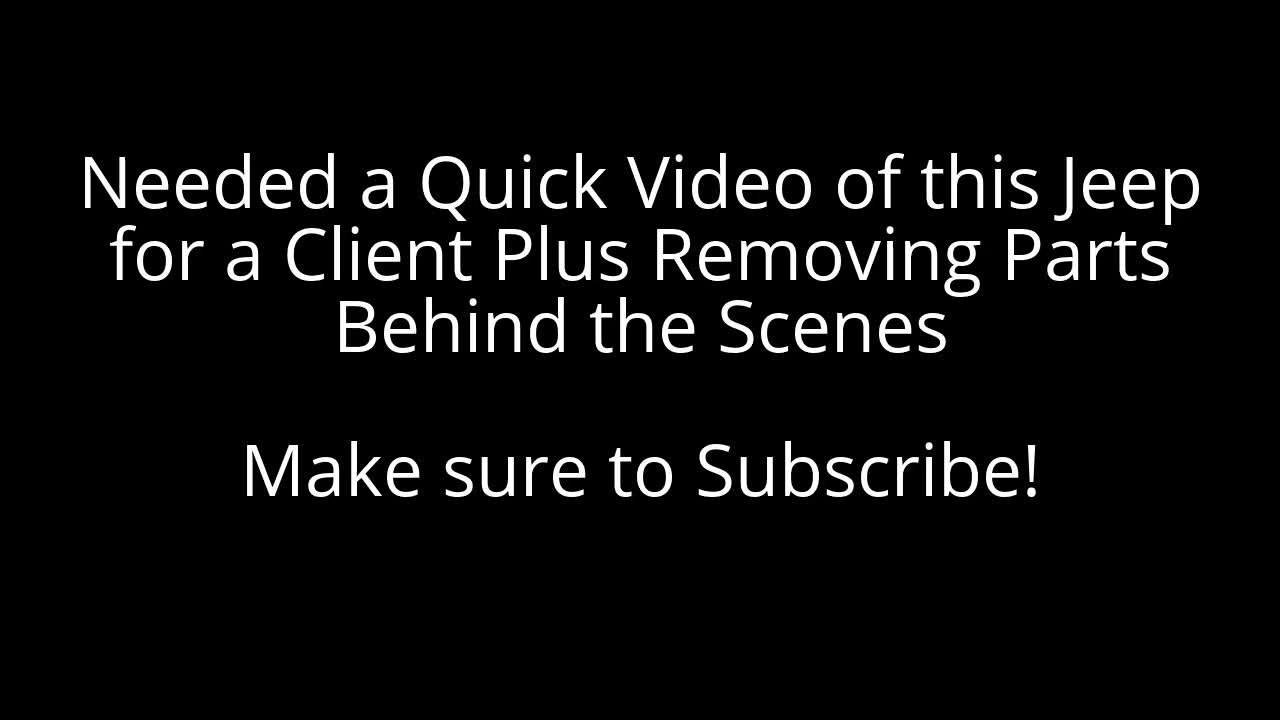 Needed a Quick Video of this Jeep
for a Client Plus Removing Parts
Behind the Scenes
Make sure to Subscribe!